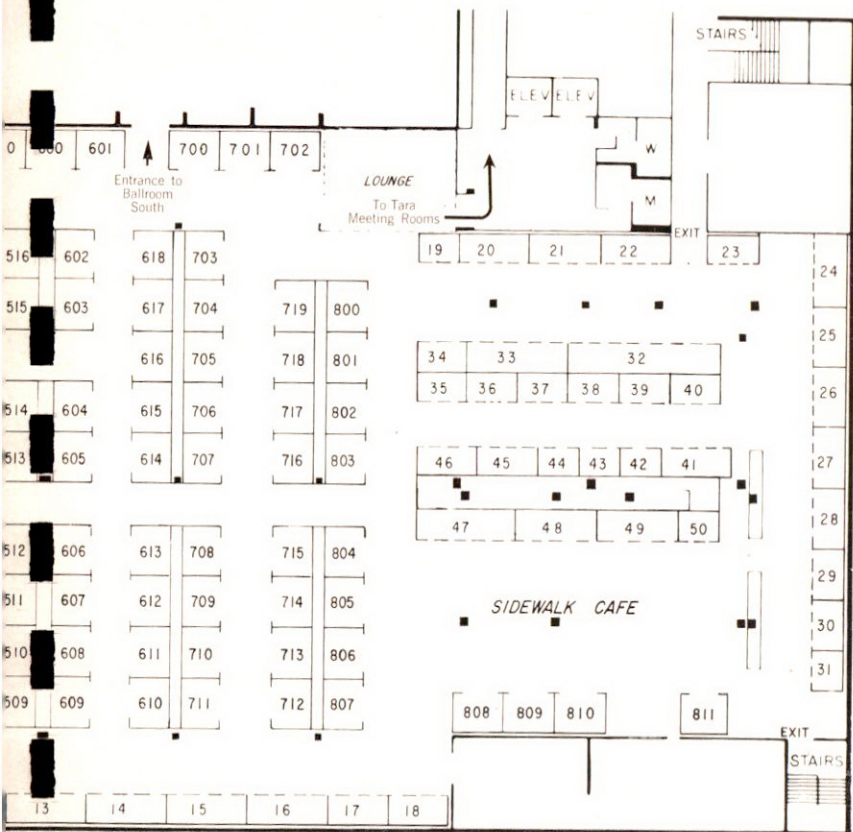 STAIRS
ELEV ELEV
W
M
0 600 601 700 701 702
Entrance to
Ballroom
South
LOUNGE
To Tara
Meeting Rooms
EXIT
19 20 21 22 23
516 602 618 703
24
515 603 617 704 719 800
25
616 705 718 801
34 33 32
35 36 37 38 39 40
26
514 604 615 706 717 802
513 605 614 707 716 803
46 45 44 43 42 41
27
47 48 49 50
28
512 606 613 708 715 804
29
511 607 612 709 714 805
SIDEWALK CAFE
30
510 608 611 710 713 806
31
509 609 610 711 712 807
808 809 810 811
EXIT
STAIRS
13 14 15 16 17 18